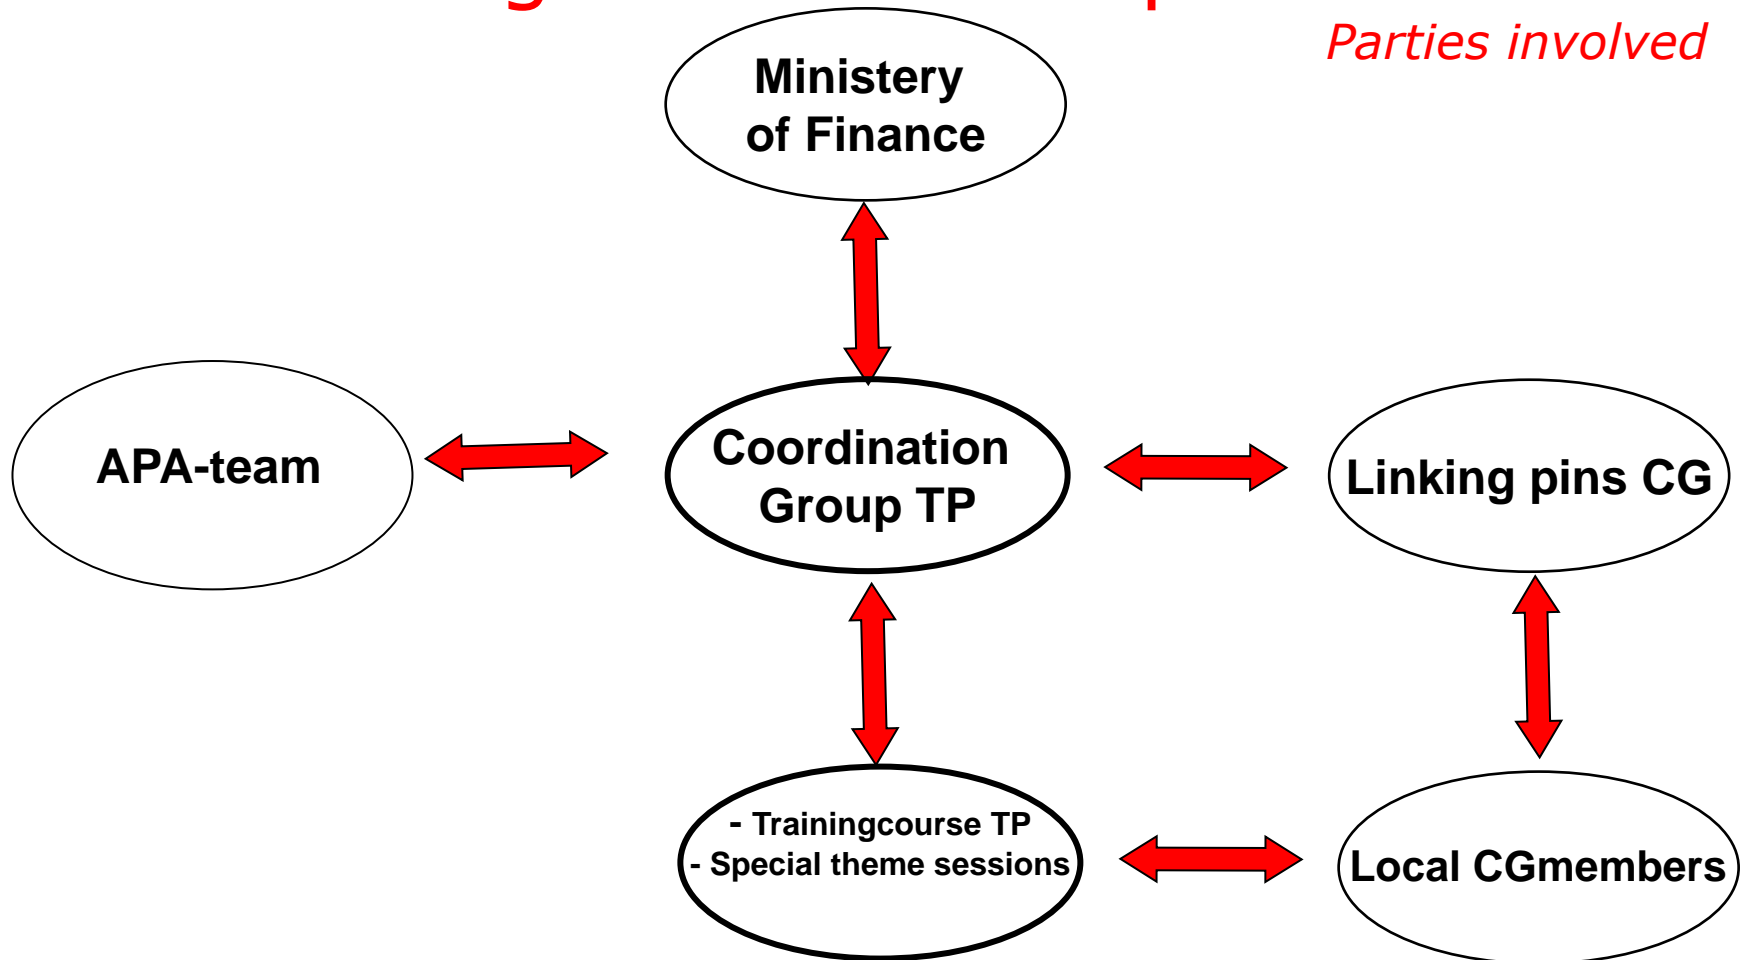 Parties involved
Ministery
of Finance
APA-team
Coordination
Group TP
Linking pins CG
- Trainingcourse TP
- Special theme sessions
Local CGmembers